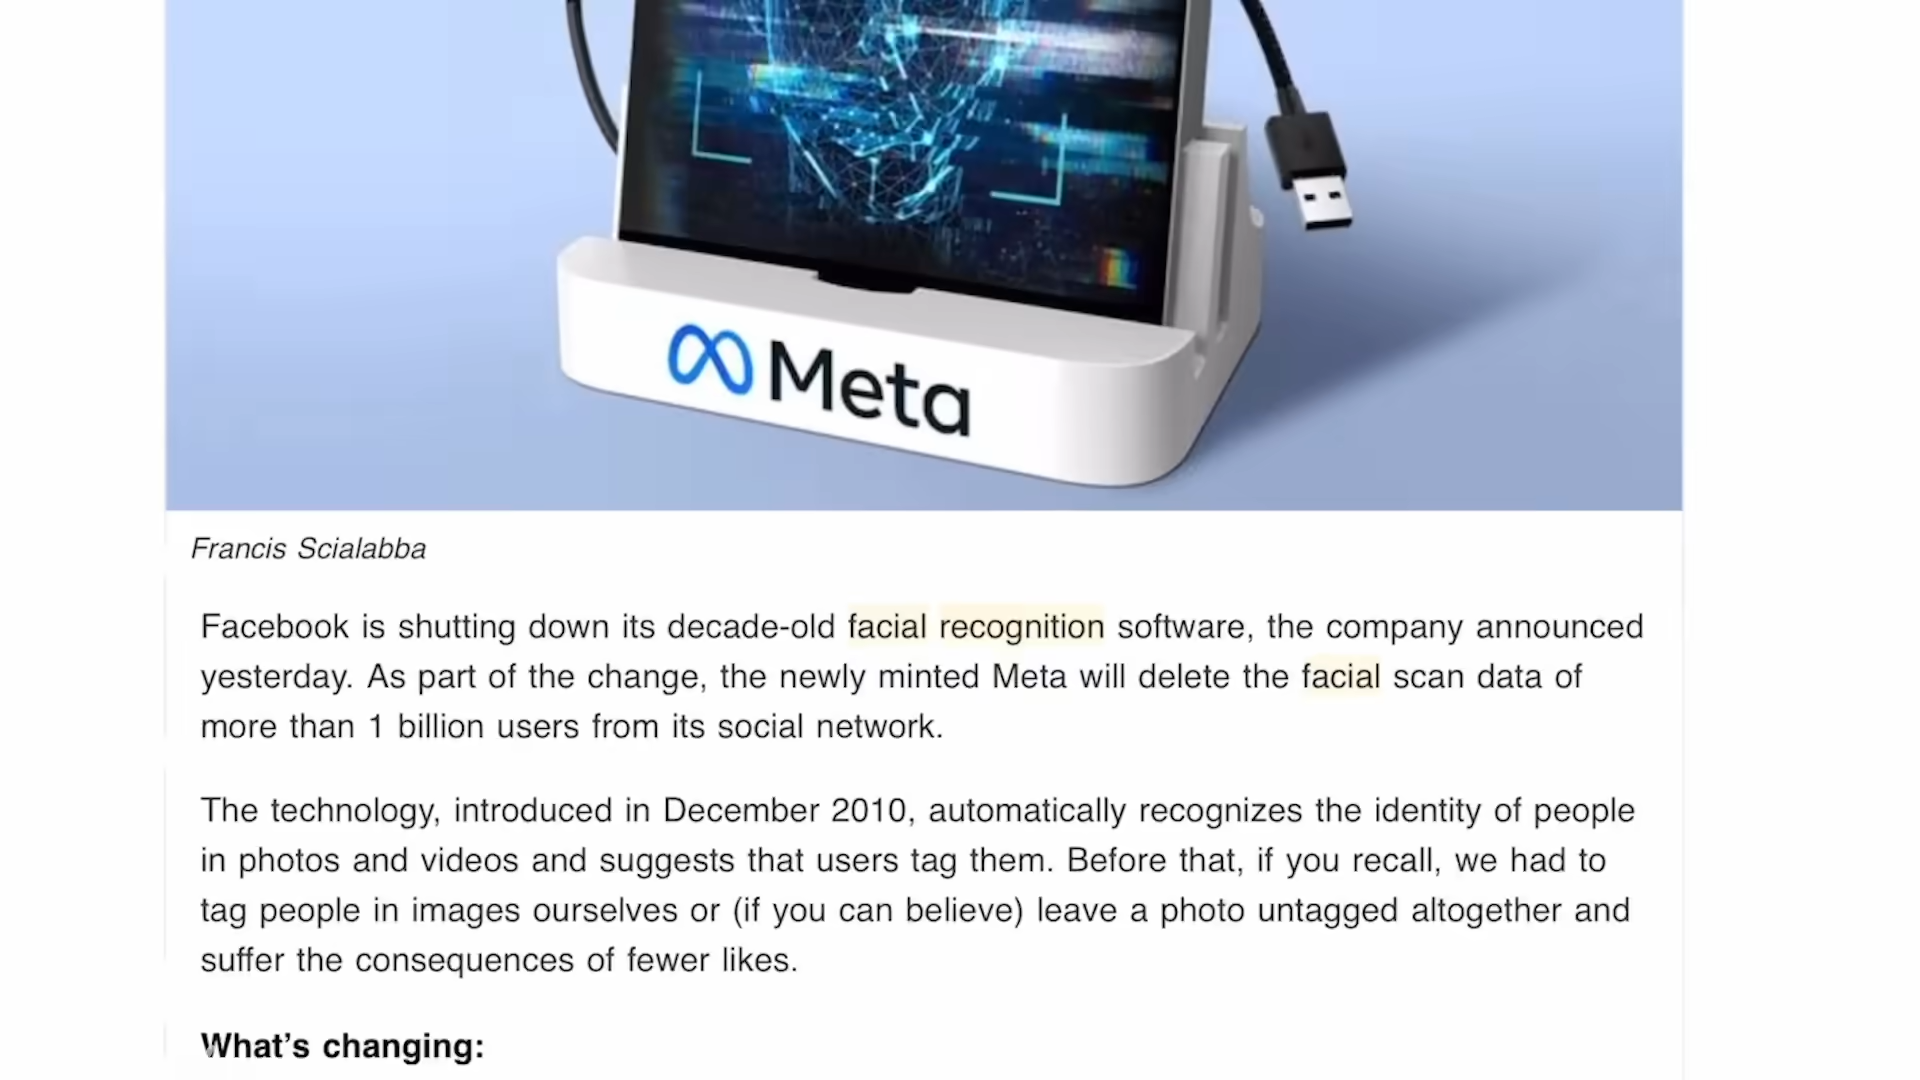 Meta
Francis Scialabba
Facebook is shutting down its decade-old facial recognition software, the company announced
yesterday. As part of the change, the newly minted Meta will delete the facial scan data of
more than 1 billion users from its social network.
The technology, introduced in December 2010, automatically recognizes the identity of people
in photos and videos and suggests that users tag them. Before that, if you recall, we had to
tag people in images ourselves or (if you can believe) leave a photo untagged altogether and
suffer the consequences of fewer likes.
What’s changing: